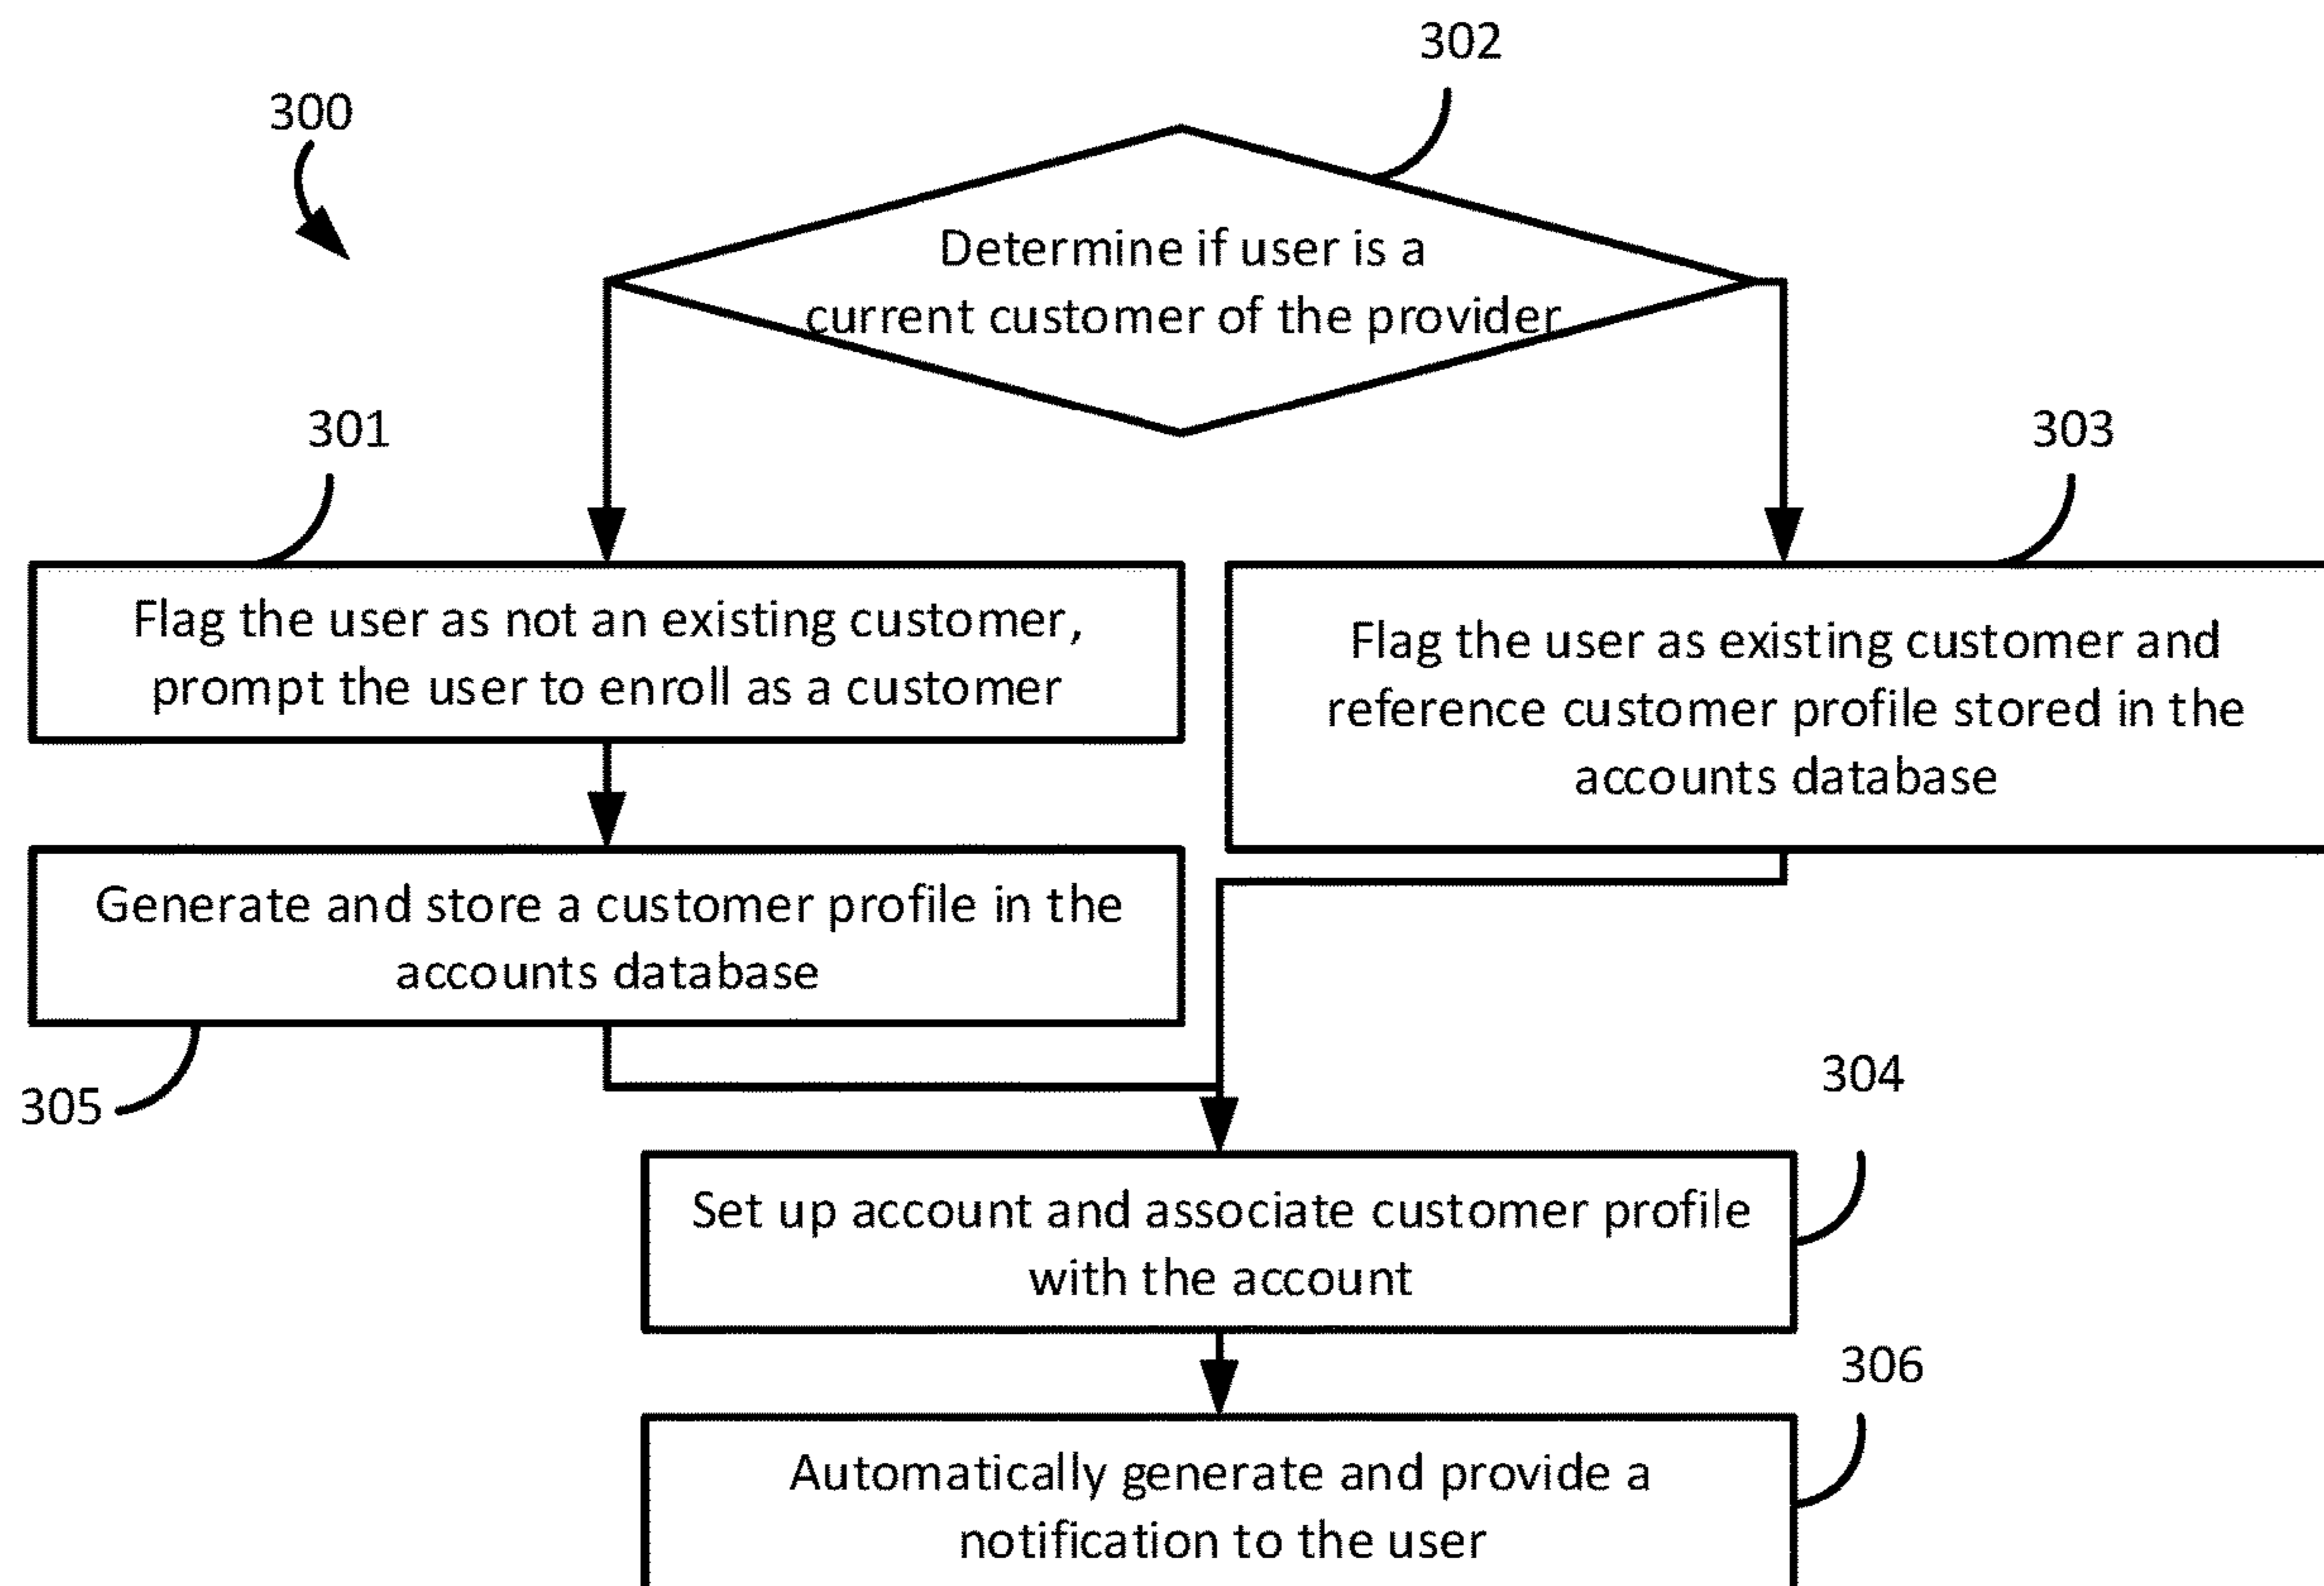 302
300
Determine if user is a
current customer of the provider
301
303
Flag the user as not an existing customer,
prompt the user to enroll as a customer
Flag the user as existing customer and
reference customer profile stored in the
accounts database
Generate and store a customer profile in the
accounts database
305
304
Set up account and associate customer profile
with the account
306
Automatically generate and provide a
notification to the user